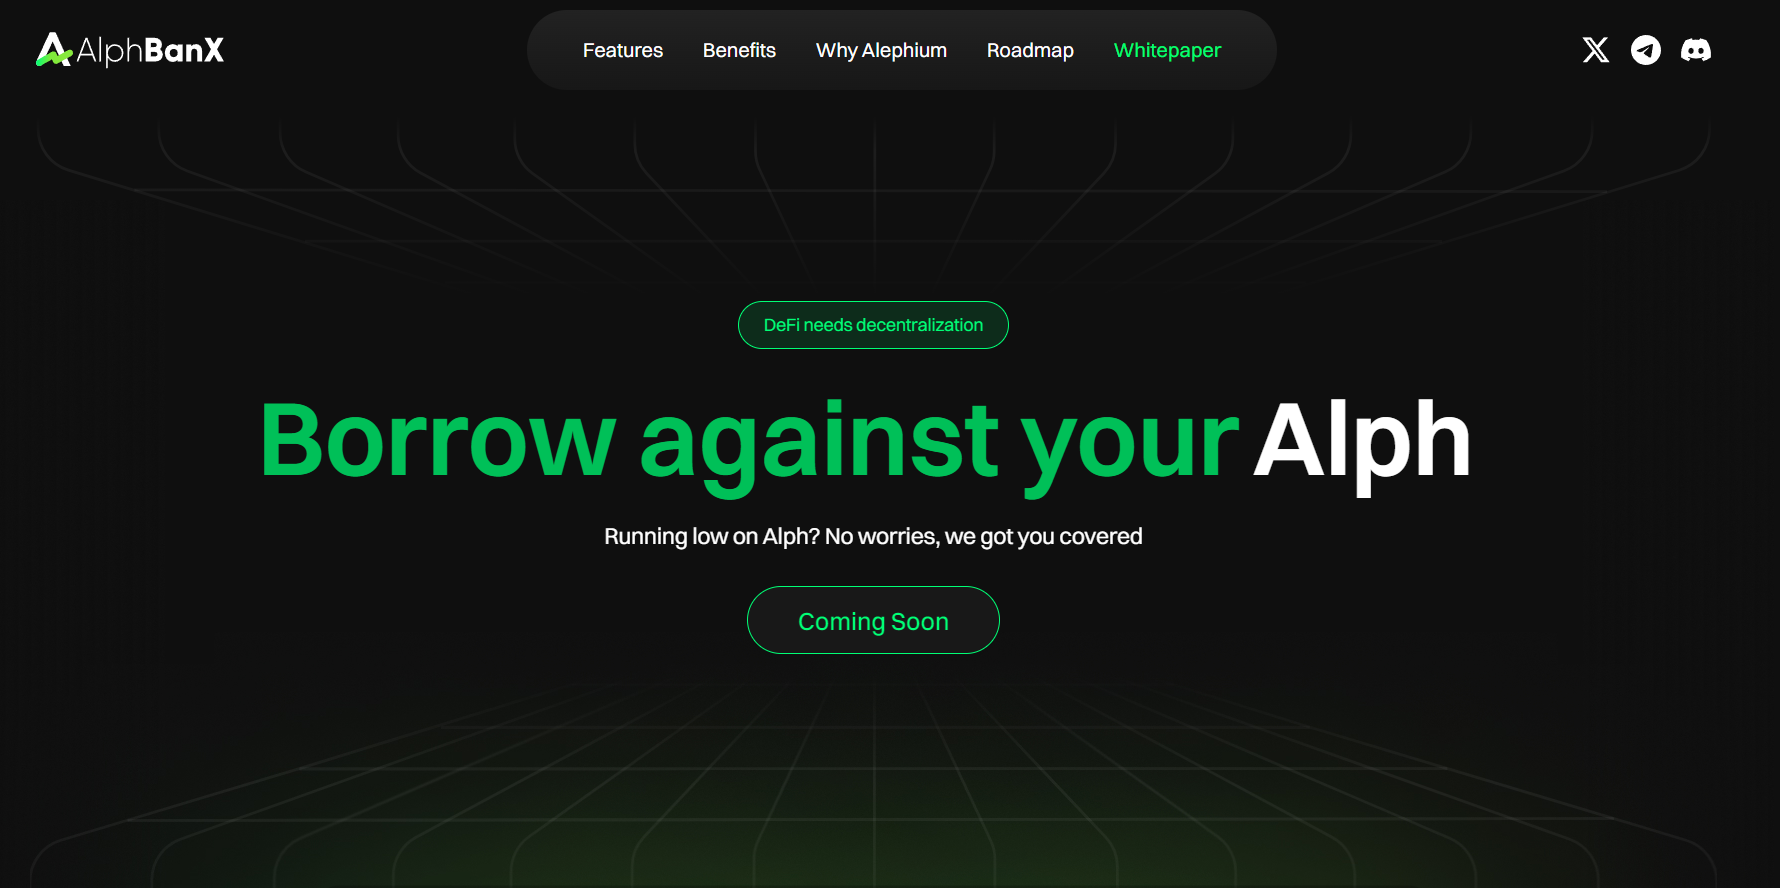 AlphBanX
Features Benefits Why Alephium Roadmap Whitepaper
DeFi needs decentralization
Borrow against your Alph
Running low on Alph? No worries, we got you covered
Coming Soon